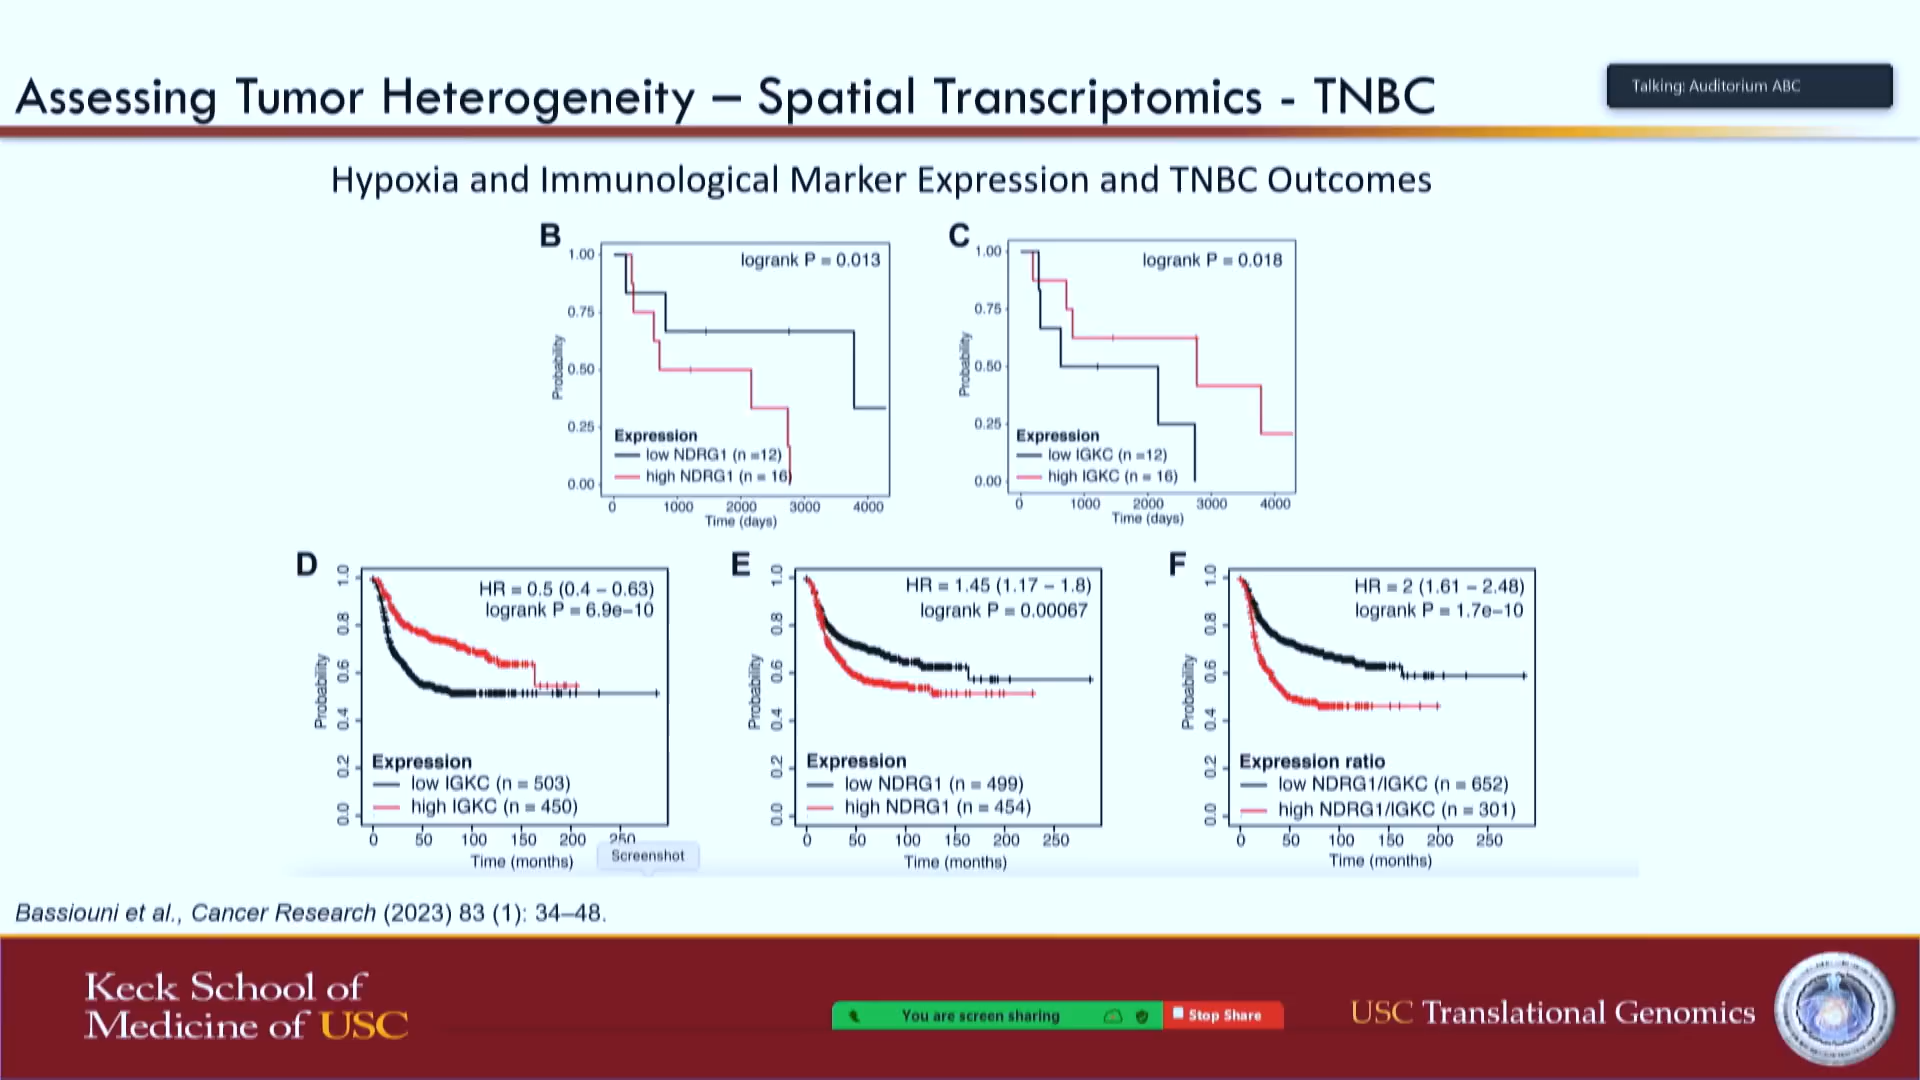 Assessing Tumor Heterogeneity – Spatial Transcriptomics - TNBC
Talking: Auditorium ABC
Hypoxia and Immunological Marker Expression and TNBC Outcomes
B
logrank P = 0.013
1.00
0.75
0.50
0.25
0.00
Probability
Expression
low NDRG1 (n =12)
high NDRG1 (n = 16)
0 1000 2000 3000 4000
Time (days)
C
logrank P = 0.018
1.00
0.75
0.50
0.25
0.00
Probability
Expression
low IGKC (n =12)
high IGKC (n = 16)
0 1000 2000 3000 4000
Time (days)
D
HR = 0.5 (0.4 – 0.63)
logrank P = 6.9e–10
1.0
0.8
0.6
0.4
0.2
0.0
Probability
Expression
low IGKC (n = 503)
high IGKC (n = 450)
0 50 100 150 200 250
Time (months)
Screenshot
E
HR = 1.45 (1.17 – 1.8)
logrank P = 0.00067
1.0
0.8
0.6
0.4
0.2
0.0
Probability
Expression
low NDRG1 (n = 499)
high NDRG1 (n = 454)
0 50 100 150 200 250
Time (months)
F
HR = 2 (1.61 – 2.48)
logrank P = 1.7e–10
1.0
0.8
0.6
0.4
0.2
0.0
Probability
Expression ratio
low NDRG1/IGKC (n = 652)
high NDRG1/IGKC (n = 301)
0 50 100 150 200 250
Time (months)
Bassiouni et al., Cancer Research (2023) 83 (1): 34–48.
Keck School of
Medicine of USC
You are screen sharing
Stop Share
USC Translational Genomics